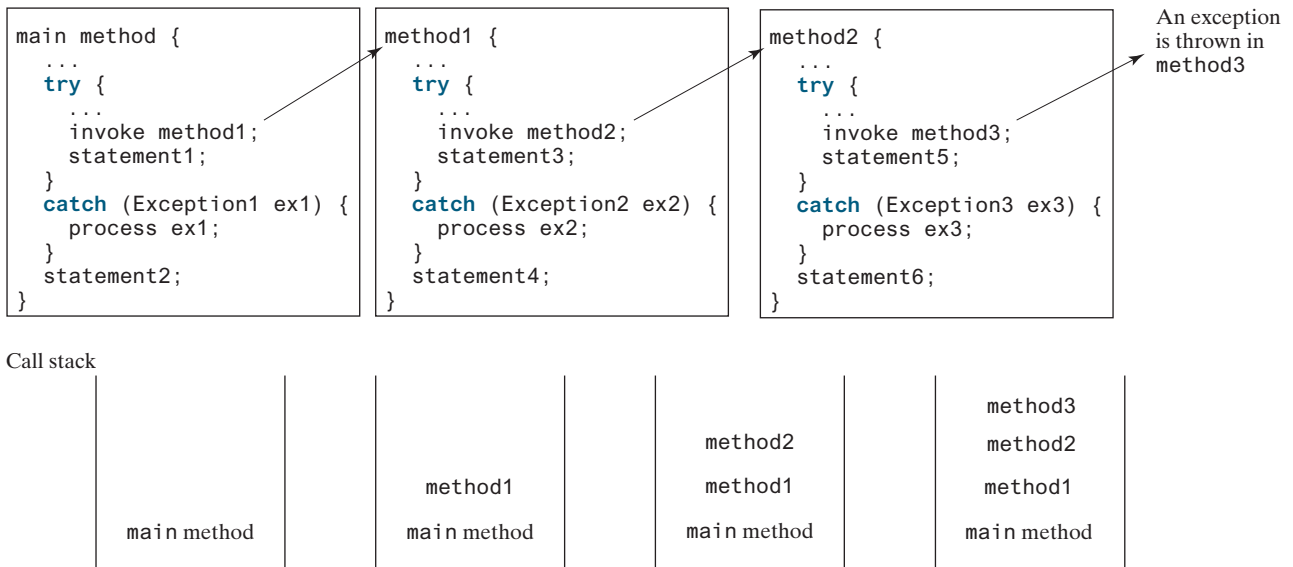 main method {
  ...
  try {
    ...
    invoke method1;
    statement1;
  }
  catch (Exception1 ex1) {
    process ex1;
  }
  statement2;
}
method1 {
  ...
  try {
    ...
    invoke method2;
    statement3;
  }
  catch (Exception2 ex2) {
    process ex2;
  }
  statement4;
}
method2 {
  ...
  try {
    ...
    invoke method3;
    statement5;
  }
  catch (Exception3 ex3) {
    process ex3;
  }
  statement6;
}
An exception
is thrown in
method3
Call stack
main method
method1
main method
method2
method1
main method
method3
method2
method1
main method